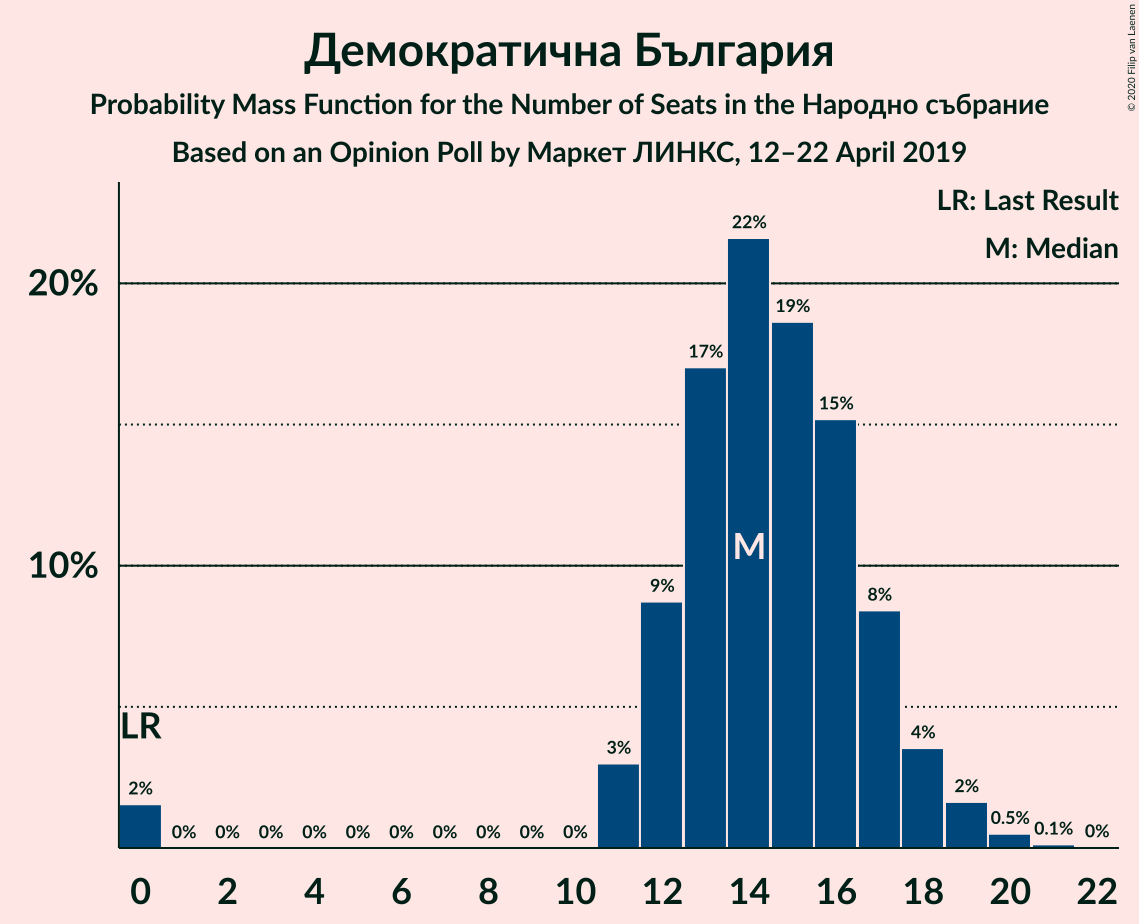 Демократична България
Probability Mass Function for the Number of Seats in the Народно събрание
Based on an Opinion Poll by Маркет ЛИНКС, 12–22 April 2019
© 2020 Filip van Laenen
LR: Last Result
M: Median
22%
20%
19%
17%
15%
M
10%
9%
8%
LR
4%
3%
2%
2%
0% 0% 0% 0% 0% 0% 0% 0% 0% 0% 0.5% 0.1% 0%
0 2 4 6 8 10 12 14 16 18 20 22